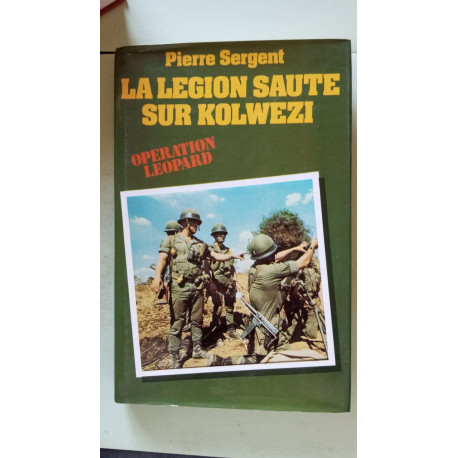 Pierre Sergent
LA LEGION SAUTE
SUR KOLWEZI
OPERATION
LEOPARD